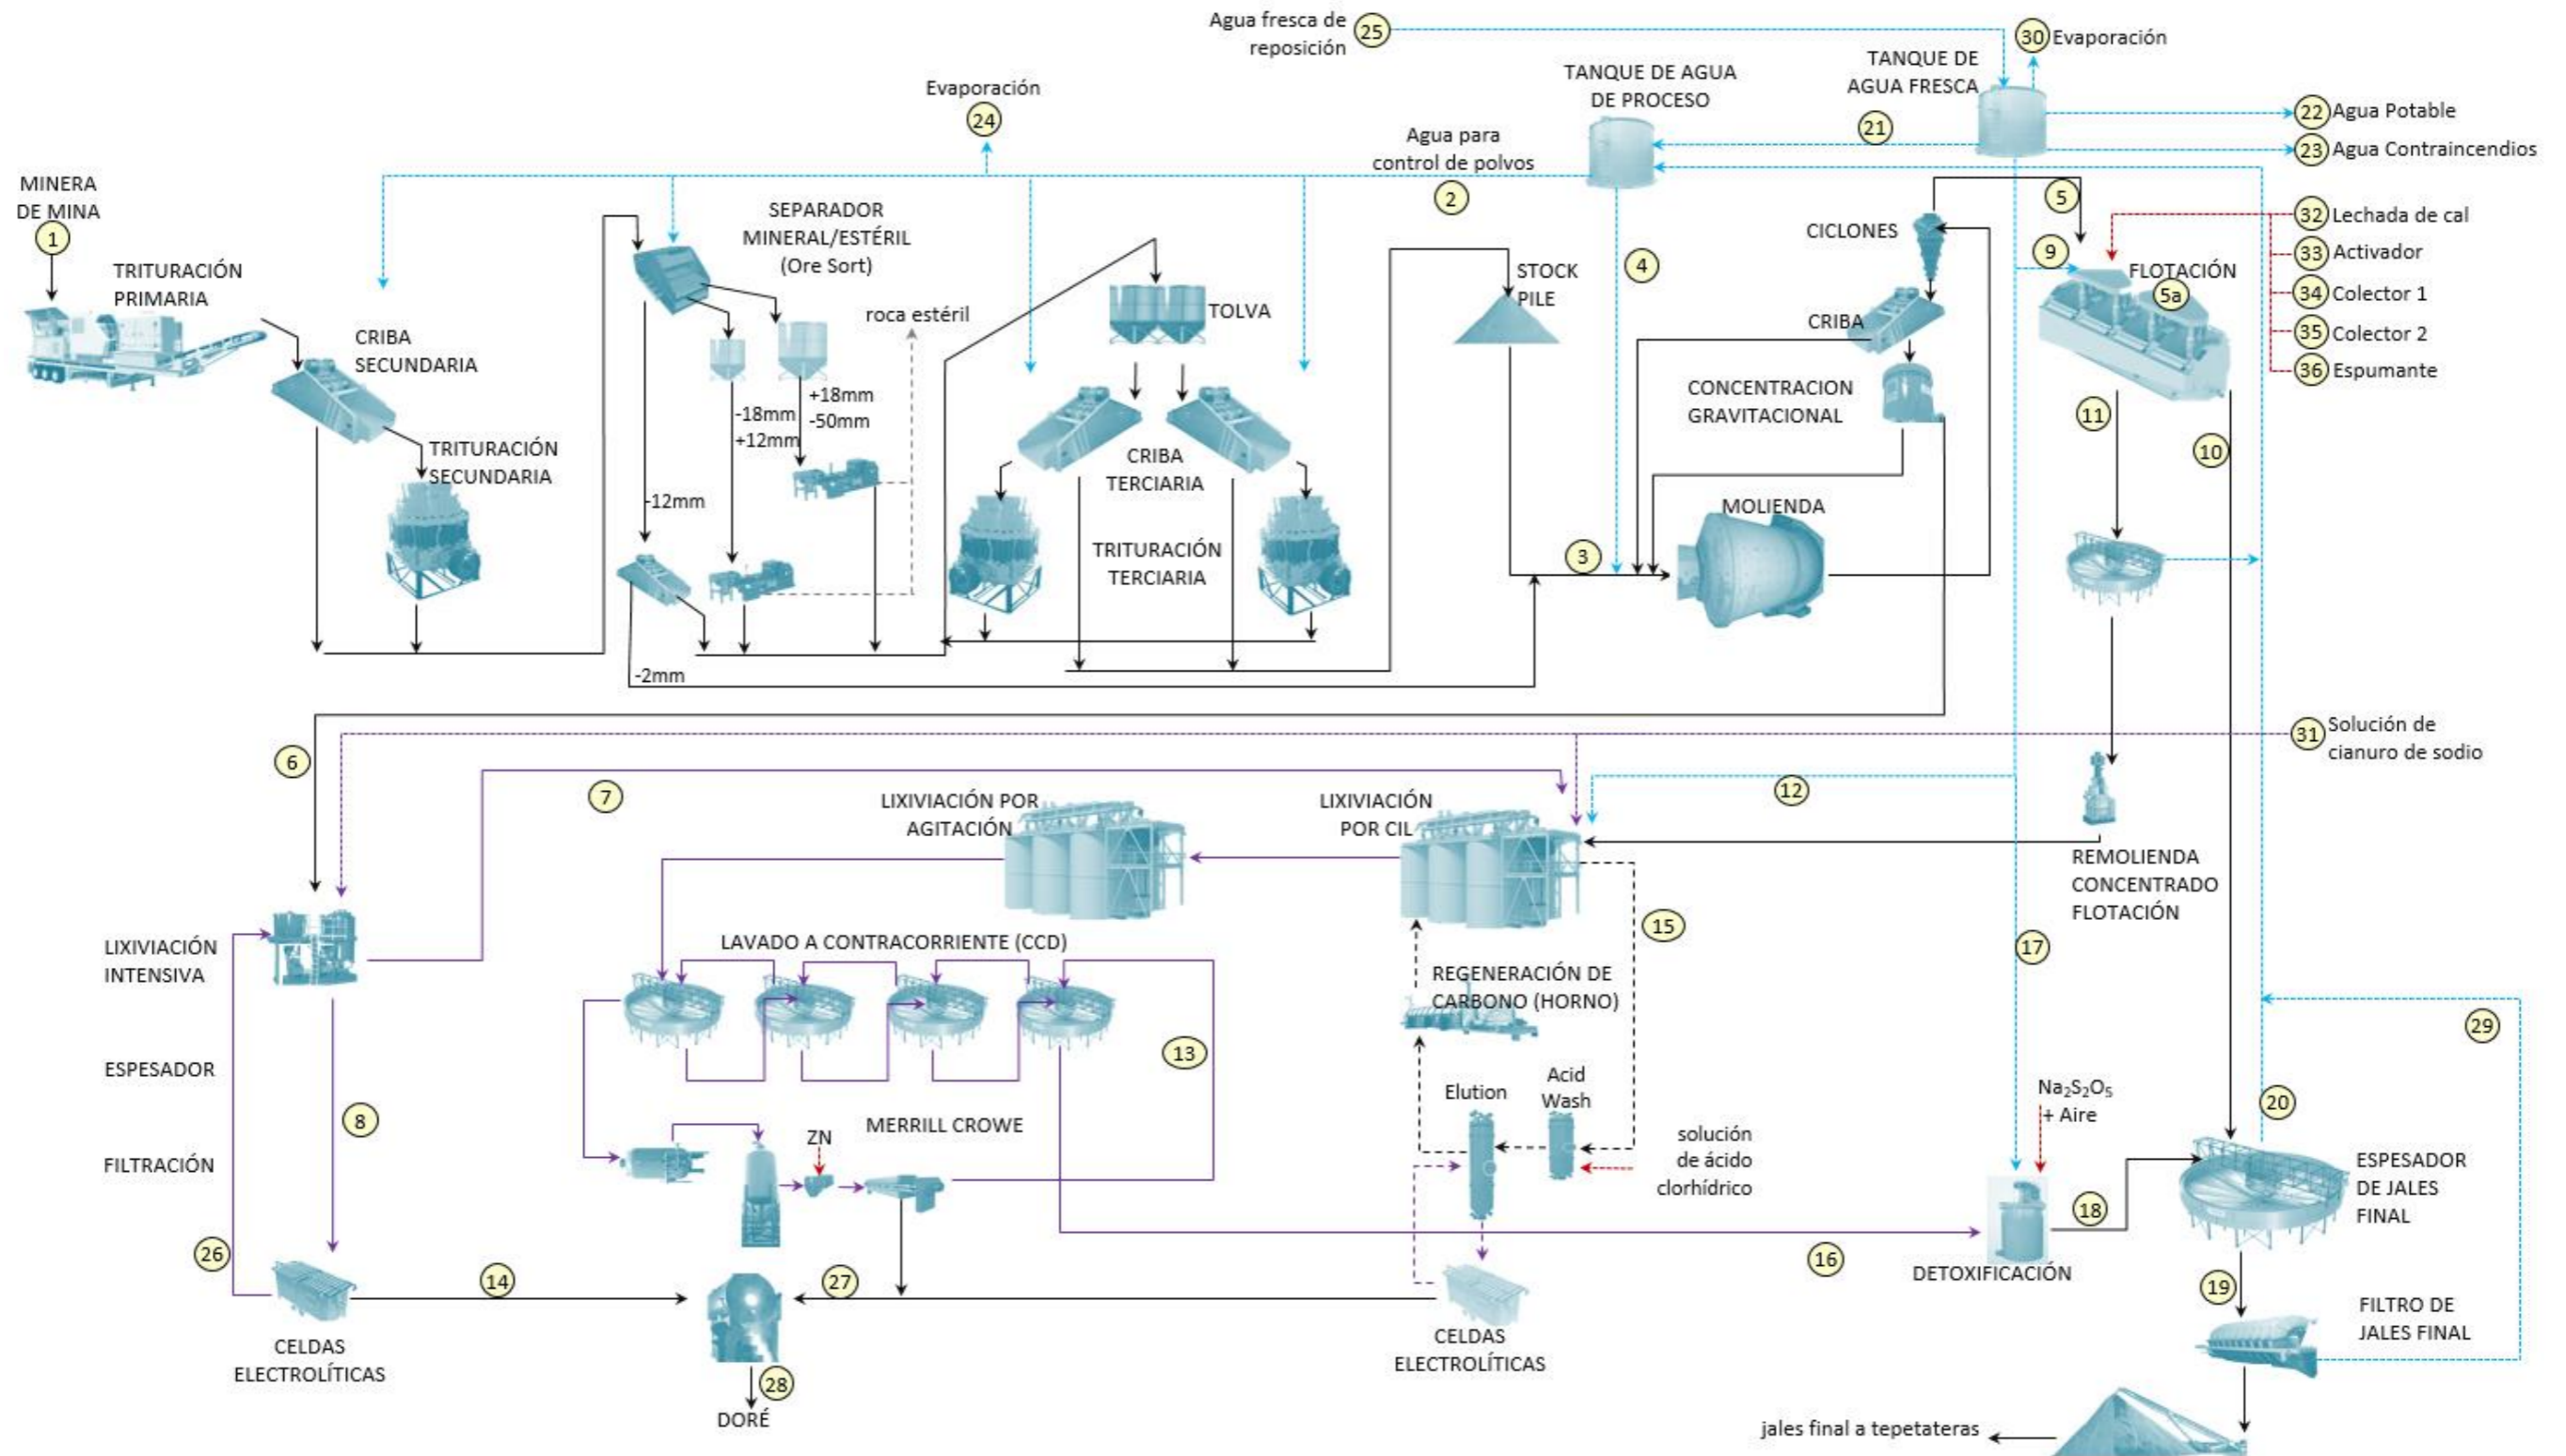 Agua fresca de
reposición
25
30 Evaporación
TANQUE DE
AGUA FRESCA
TANQUE DE AGUA
DE PROCESO
Evaporación
24
22 Agua Potable
21
23 Agua Contraincendios
Agua para
control de polvos
2
MINERA
DE MINA
1
5
SEPARADOR
MINERAL/ESTÉRIL
(Ore Sort)
32 Lechada de cal
CICLONES
9
33 Activador
4
TRITURACIÓN
PRIMARIA
STOCK
PILE
FLOTACIÓN
5a
34 Colector 1
roca estéril
TOLVA
CRIBA
35 Colector 2
CRIBA
SECUNDARIA
36 Espumante
CONCENTRACION
GRAVITACIONAL
+18mm
-50mm
-18mm
+12mm
11
10
TRITURACIÓN
SECUNDARIA
CRIBA
TERCIARIA
-12mm
MOLIENDA
TRITURACIÓN
TERCIARIA
3
-2mm
31 Solución de
cianuro de sodio
6
7
12
LIXIVIACIÓN POR
AGITACIÓN
LIXIVIACIÓN
POR CIL
REMOLIENDA
CONCENTRADO
FLOTACIÓN
15
LIXIVIACIÓN
INTENSIVA
LAVADO A CONTRACORRIENTE (CCD)
17
REGENERACIÓN DE
CARBONO (HORNO)
29
13
ESPESADOR
Elution
Acid
Wash
Na₂S₂O₅
+ Aire
20
8
MERRILL CROWE
ZN
FILTRACIÓN
solución
de ácido
clorhídrico
ESPESADOR
DE JALES
FINAL
18
26
16
DETOXIFICACIÓN
14
27
19
FILTRO DE
JALES FINAL
CELDAS
ELECTROLÍTICAS
CELDAS
ELECTROLÍTICAS
28
DORÉ
jales final a tepetateras